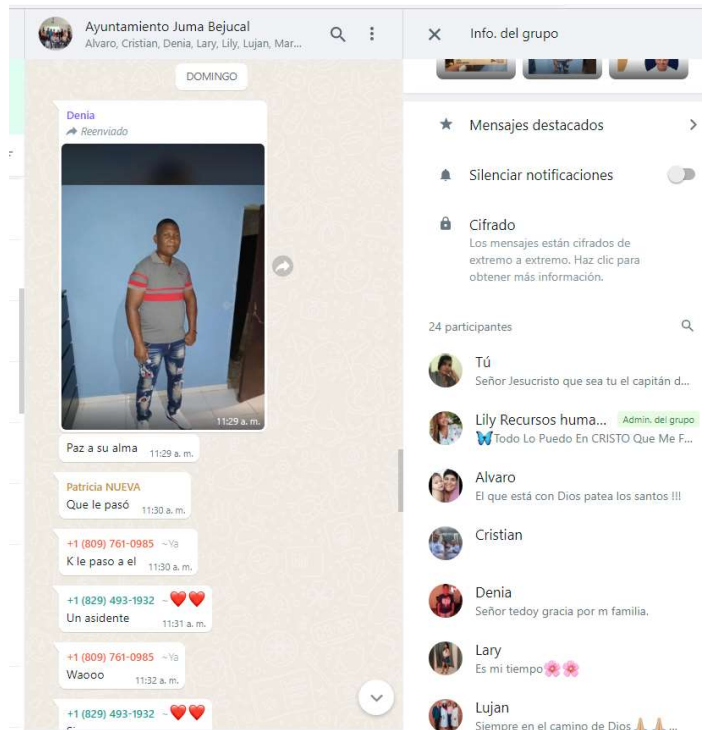 Ayuntamiento Juma Bejucal
Alvaro, Cristian, Denia, Lary, Lily, Lujan, Mar...
DOMINGO
Denia
Reenviado
11:29 a. m.
Paz a su alma 11:29 a. m.
Patricia NUEVA
Que le pasó 11:30 a. m.
+1 (809) 761-0985 ~Ya
K le paso a el 11:30 a. m.
+1 (829) 493-1932 ~❤️❤️
Un asidente 11:31 a. m.
+1 (809) 761-0985 ~Ya
Waooo 11:32 a. m.
+1 (829) 493-1932 ~❤️❤️
Info. del grupo
Mensajes destacados
Silenciar notificaciones
Cifrado
Los mensajes están cifrados de
extremo a extremo. Haz clic para
obtener más información.
24 participantes
Tú
Señor Jesucristo que sea tu el capitán d...
Lily Recursos huma... Admin. del grupo
🦋Todo Lo Puedo En CRISTO Que Me F...
Alvaro
El que está con Dios patea los santos !!!
Cristian
Denia
Señor tedoy gracia por m familia.
Lary
Es mi tiempo🌸🌸
Lujan
Siempre en el camino de Dios🙏🏼🙏🏼...